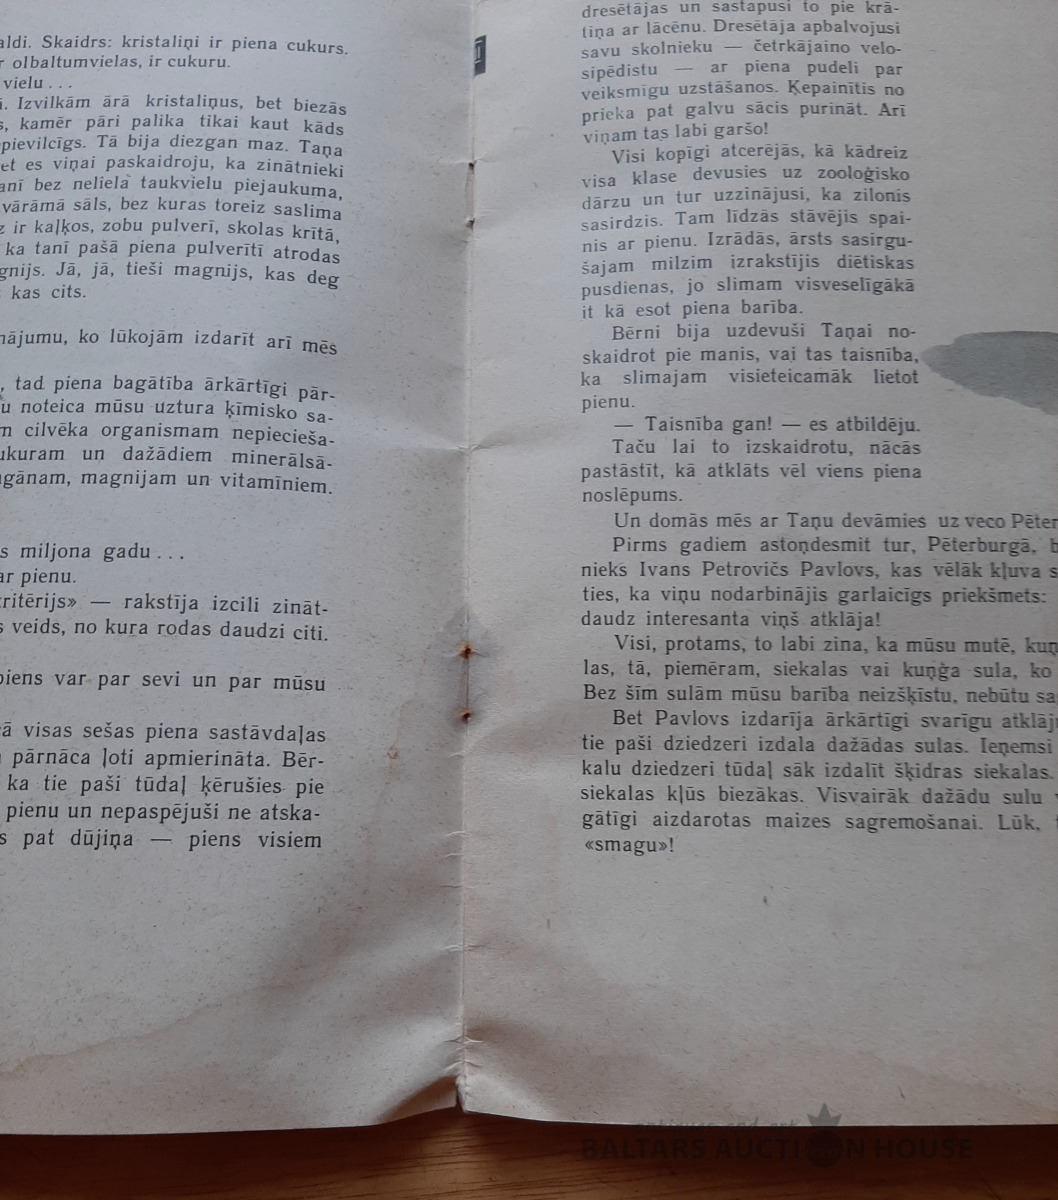 aldi. Skaidrs: kristaliņi ir piena cukurs.
olbaltumvielas, ir cukuru.
vielu...
Izvilkām ārā kristaliņus, bet biezās
kamēr pāri palika tikai kaut kāds
pievilcīgs. Tā bija diezgan maz. Taņa
et es viņai paskaidroju, ka zinātnieki
anī bez neliela taukvielu piejaukuma,
vārāmā sāls, bez kuras toreiz saslima
ir kaļķos, zobu pulverī, skolas krītā,
ka tanī pašā piena pulverītī atrodas
gnijs. Jā, jā, tieši magnijs, kas deg
kas cits.
nājumu, ko lūkojām izdarīt arī mēs
, tad piena bagātība ārkārtīgi pār-
u noteica mūsu uztura ķīmisko sa-
m cilvēka organismam nepiecieša-
ukuram un dažādiem minerālsā-
gānam, magnijam un vitamīniem.
s miljona gadu...
ar pienu.
ritērijs» — rakstīja izcili zināt-
s veids, no kura rodas daudzi citi.
piens var par sevi un par mūsu
ā visas sešas piena sastāvdaļas
pārnāca ļoti apmierināta. Bēr-
ka tie paši tūdaļ ķērušies pie
pienu un nepaspējuši ne atska-
s pat dūjiņa — piens visiem
dresētājas un sastapusi to pie krā-
tiņa ar lācēnu. Dresētāja apbalvojusi
savu skolnieku — četrkājaino velo-
sipēdistu — ar piena pudeli par
veiksmīgu uzstāšanos. Ķepainītis no
prieka pat galvu sācis purināt. Arī
viņam tas labi garšo!
Visi kopīgi atcerējās, kā kādreiz
visa klase devusies uz zooloģisko
dārzu un tur uzzinājusi, ka zilonis
sasirdzis. Tam līdzās stāvējis spai-
nis ar pienu. Izrādās, ārsts sasirgu-
šajam milzim izrakstījis diētiskas
pusdienas, jo slimam visveselīgākā
it kā esot piena barība.
Bērni bija uzdevuši Taņai no-
skaidrot pie manis, vai tas taisnība,
ka slimajam visieteicamāk lietot
pienu.
— Taisnība gan! — es atbildēju.
Taču lai to izskaidrotu, nācās
pastāstīt, kā atklāts vēl viens piena
noslēpums.
Un domās mēs ar Taņu devāmies uz veco Pēter
Pirms gadiem astoņdesmit tur, Pēterburgā, b
nieks Ivans Petrovičs Pavlovs, kas vēlāk kļuva s
ties, ka viņu nodarbinājis garlaicīgs priekšmets:
daudz interesanta viņš atklāja!
Visi, protams, to labi zina, ka mūsu mutē, kuņ
las, tā, piemēram, siekalas vai kuņģa sula, ko
Bez šīm sulām mūsu barība neizšķīstu, nebūtu sa
Bet Pavlovs izdarīja ārkārtīgi svarīgu atklāju
tie paši dziedzeri izdala dažādas sulas. Ieņemsi
kalu dziedzeri tūdaļ sāk izdalīt šķidras siekalas.
siekalas kļūs biezākas. Visvairāk dažādu sulu
gātīgi aizdarotas maizes sagremošanai. Lūk,
«smagu»!
antiques and art
BALTARS AUCTION HOUSE